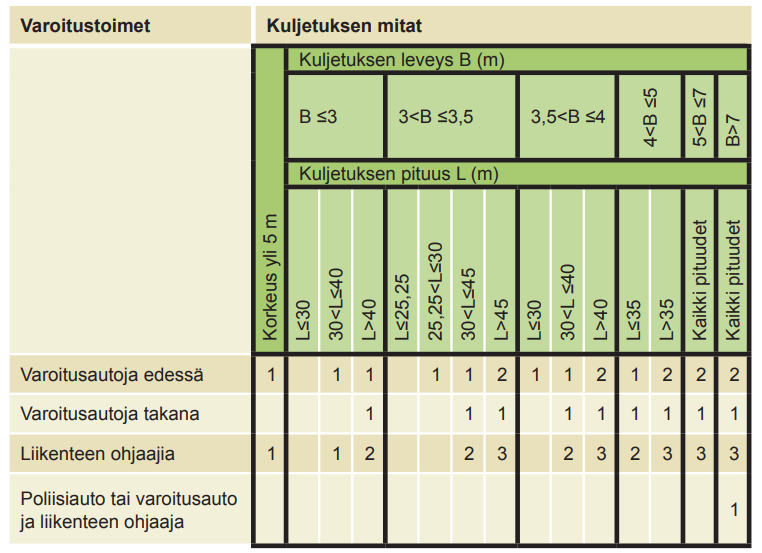 Varoitustoimet Kuljetuksen mitat
Kuljetuksen leveys B (m)
B ≤3 3<B ≤3,5 3,5<B ≤4 4<B ≤5 5<B ≤7 B>7
Kuljetuksen pituus L (m)
Korkeus yli 5 m L≤30 30<L≤40 L>40 L≤25,25 25,25<L≤30 30<L≤45 L>45 L≤30 30<L ≤40 L>40 L≤35 L>35 Kaikki pituudet Kaikki pituudet
Varoitusautoja edessä 1 1 1 1 1 2 1 1 2 1 2 2 2
Varoitusautoja takana 1 1 1 1 1 1 1 1 1
Liikenteen ohjaajia 1 1 2 2 3 2 3 2 3 3 3
Poliisiauto tai varoitusauto
ja liikenteen ohjaaja 1